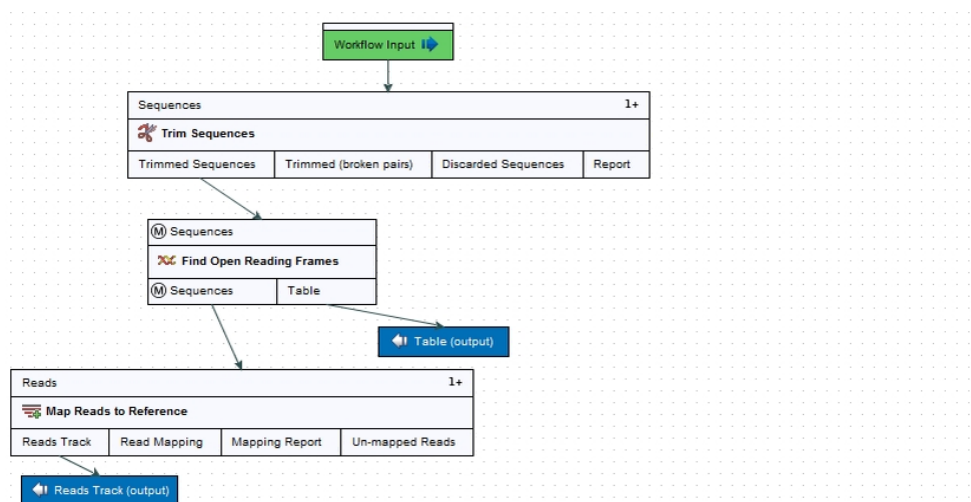 Workflow Input
Sequences 1+
Trim Sequences
Trimmed Sequences Trimmed (broken pairs) Discarded Sequences Report
M Sequences
Find Open Reading Frames
M Sequences Table
Table (output)
Reads 1+
Map Reads to Reference
Reads Track Read Mapping Mapping Report Un-mapped Reads
Reads Track (output)